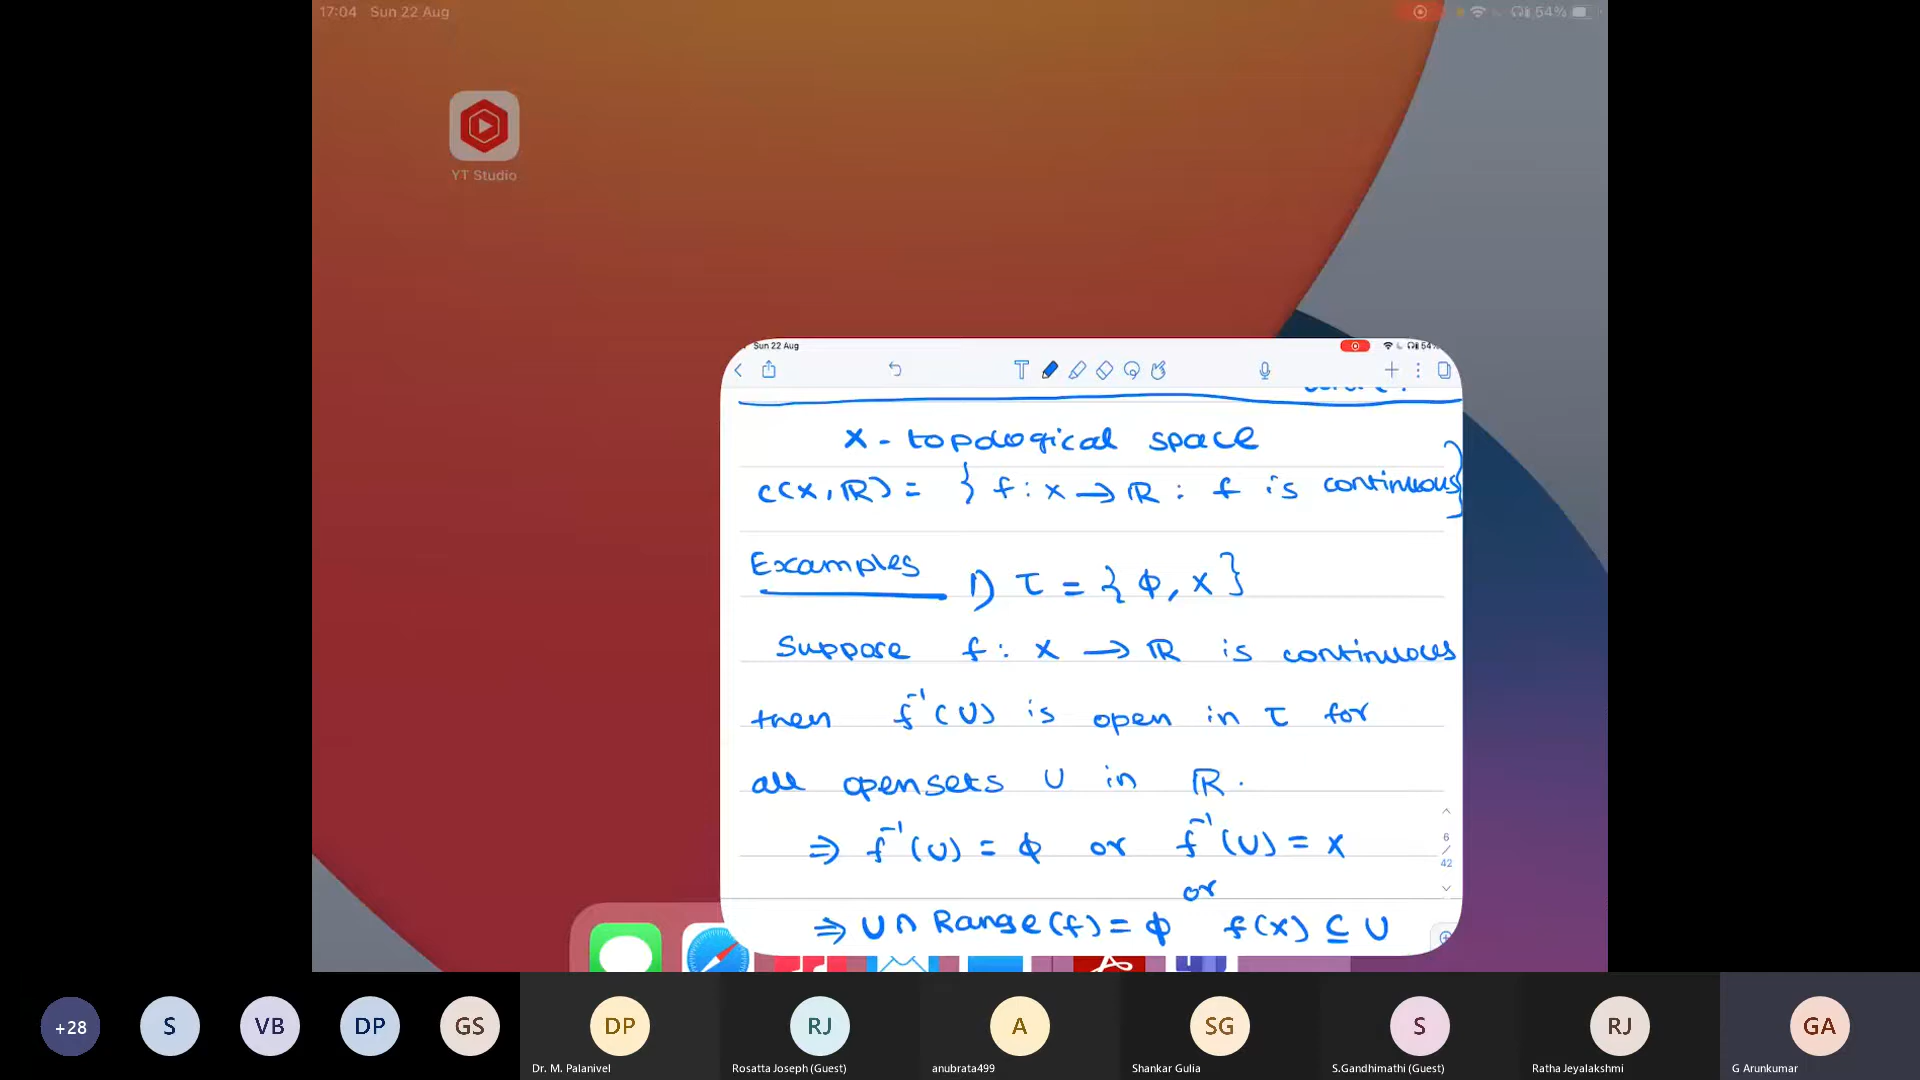 17:04 Sun 22 Aug
54%
YT Studio
Sun 22 Aug
54%
X - topological space
C(X, ℝ) = { f : X → ℝ : f is continuous }
Examples 1) τ = { ϕ, X }
Suppose f : X → ℝ is continuous
then f⁻¹(U) is open in τ for
all open sets U in ℝ.
⇒ f⁻¹(U) = ϕ or f⁻¹(U) = X
or
⇒ U ∩ Range(f) = ϕ f(X) ⊆ U
6
/
42
+28 S VB DP GS DP RJ A SG S RJ GA
Dr. M. Palanivel Rosatta Joseph (Guest) anubrata499 Shankar Gulia S.Gandhimathi (Guest) Ratha Jeyalakshmi G Arunkumar